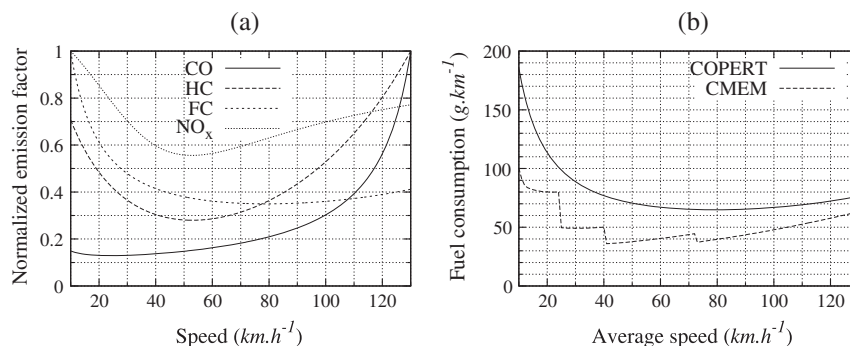 (a)
Normalized emission factor
1
0.8
0.6
0.4
0.2
0
20 40 60 80 100 120
Speed (km.h⁻¹)
CO
HC
FC
NOₓ
(b)
Fuel consumption (g.km⁻¹)
200
150
100
50
0
20 40 60 80 100 120
Average speed (km.h⁻¹)
COPERT
CMEM